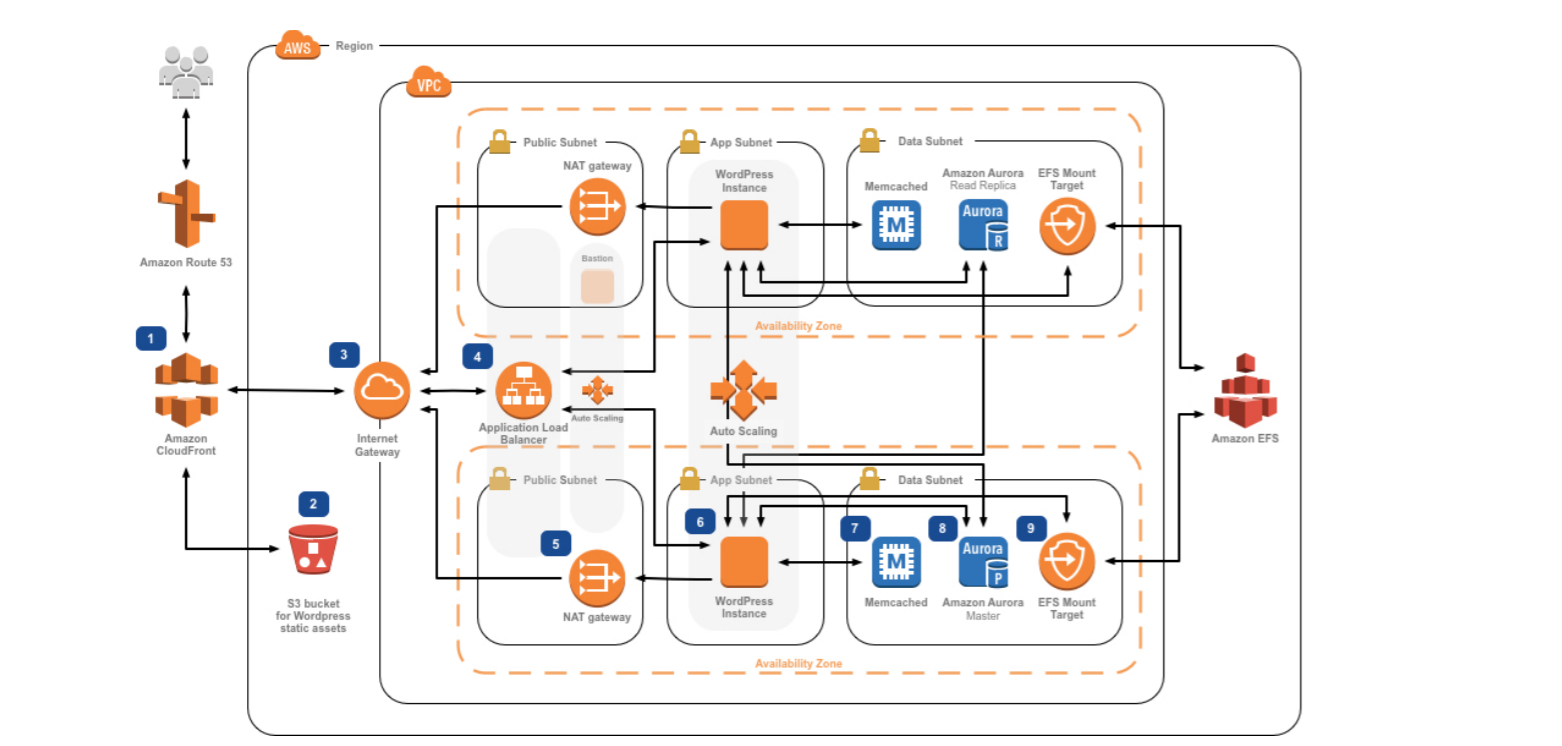 AWS
Region
VPC
Public Subnet
App Subnet
Data Subnet
NAT gateway
WordPress
Instance
Memcached
Amazon Aurora
Read Replica
EFS Mount
Target
M
Aurora
R
Amazon Route 53
Bastion
Availability Zone
1
3
4
Amazon
CloudFront
Internet
Gateway
Application Load
Balancer
Auto Scaling
Auto Scaling
Amazon EFS
Public Subnet
App Subnet
Data Subnet
2
5
6
7
8
9
M
Aurora
P
S3 bucket
for Wordpress
static assets
NAT gateway
WordPress
Instance
Memcached
Amazon Aurora
Master
EFS Mount
Target
Availability Zone